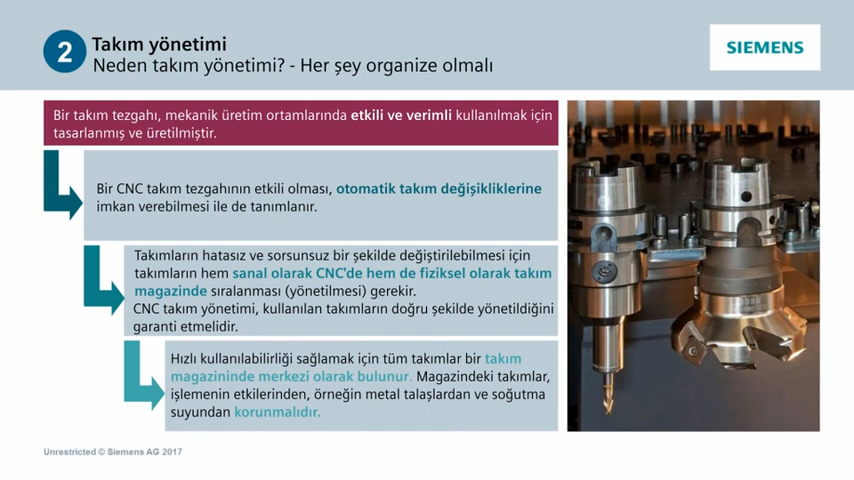 2
Takım yönetimi
Neden takım yönetimi? - Her şey organize olmalı
SIEMENS
Bir takım tezgahı, mekanik üretim ortamlarında etkili ve verimli kullanılmak için
tasarlanmış ve üretilmiştir.
Bir CNC takım tezgahının etkili olması, otomatik takım değişikliklerine
imkan verebilmesi ile de tanımlanır.
Takımların hatasız ve sorsunsuz bir şekilde değiştirilebilmesi için
takımların hem sanal olarak CNC'de hem de fiziksel olarak takım
magazinde sıralanması (yönetilmesi) gerekir.
CNC takım yönetimi, kullanılan takımların doğru şekilde yönetildiğini
garanti etmelidir.
Hızlı kullanılabilirliği sağlamak için tüm takımlar bir takım
magazininde merkezi olarak bulunur. Magazindeki takımlar,
işlemenin etkilerinden, örneğin metal talaşlardan ve soğutma
suyundan korunmalıdır.
Unrestricted © Siemens AG 2017